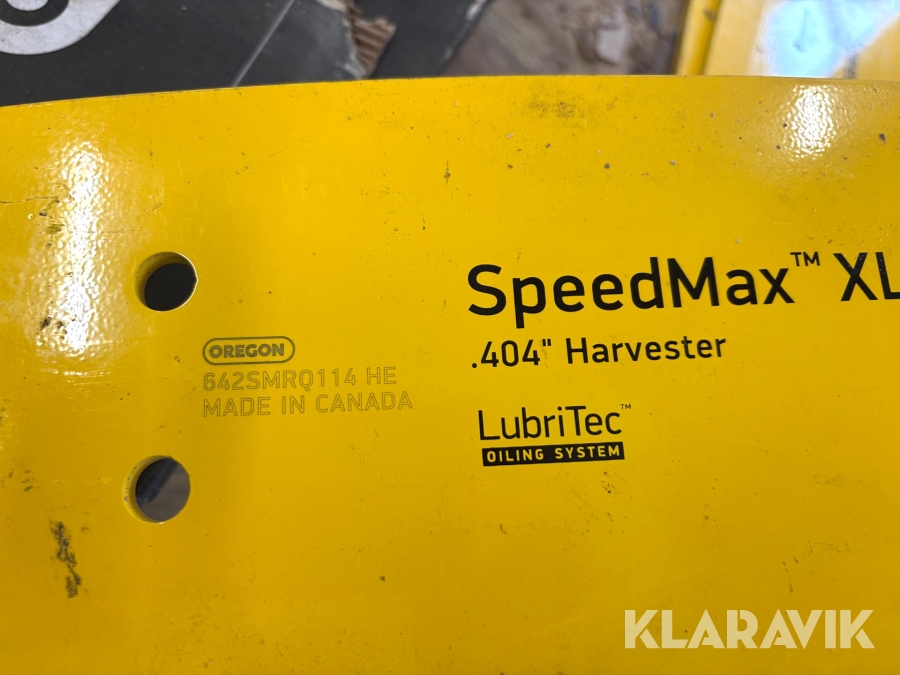 SpeedMax™ XL
.404" Harvester
OREGON
642SMRQ114 HE
MADE IN CANADA
LubriTec™
OILING SYSTEM
KLARAVIK